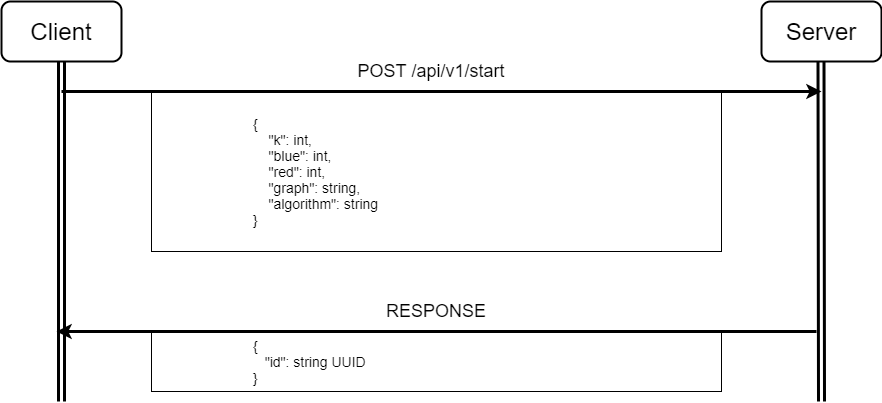 Client
Server
POST /api/v1/start
{
"k": int,
"blue": int,
"red": int,
"graph": string,
"algorithm": string
}
RESPONSE
{
"id": string UUID
}